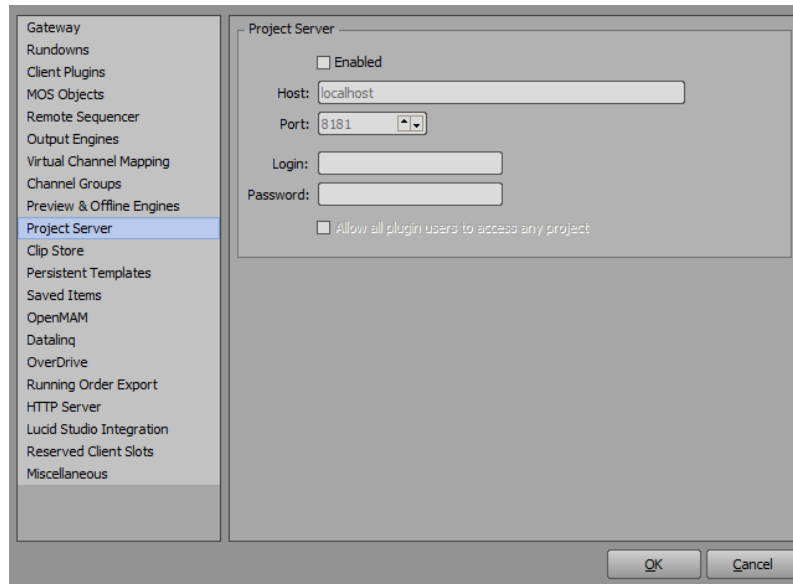 Gateway
Rundowns
Client Plugins
MOS Objects
Remote Sequencer
Output Engines
Virtual Channel Mapping
Channel Groups
Preview & Offline Engines
Project Server
Clip Store
Persistent Templates
Saved Items
OpenMAM
Datalinq
OverDrive
Running Order Export
HTTP Server
Lucid Studio Integration
Reserved Client Slots
Miscellaneous
Project Server
Enabled
Host: localhost
Port: 8181
Login:
Password:
Allow all plugin users to access any project
OK Cancel